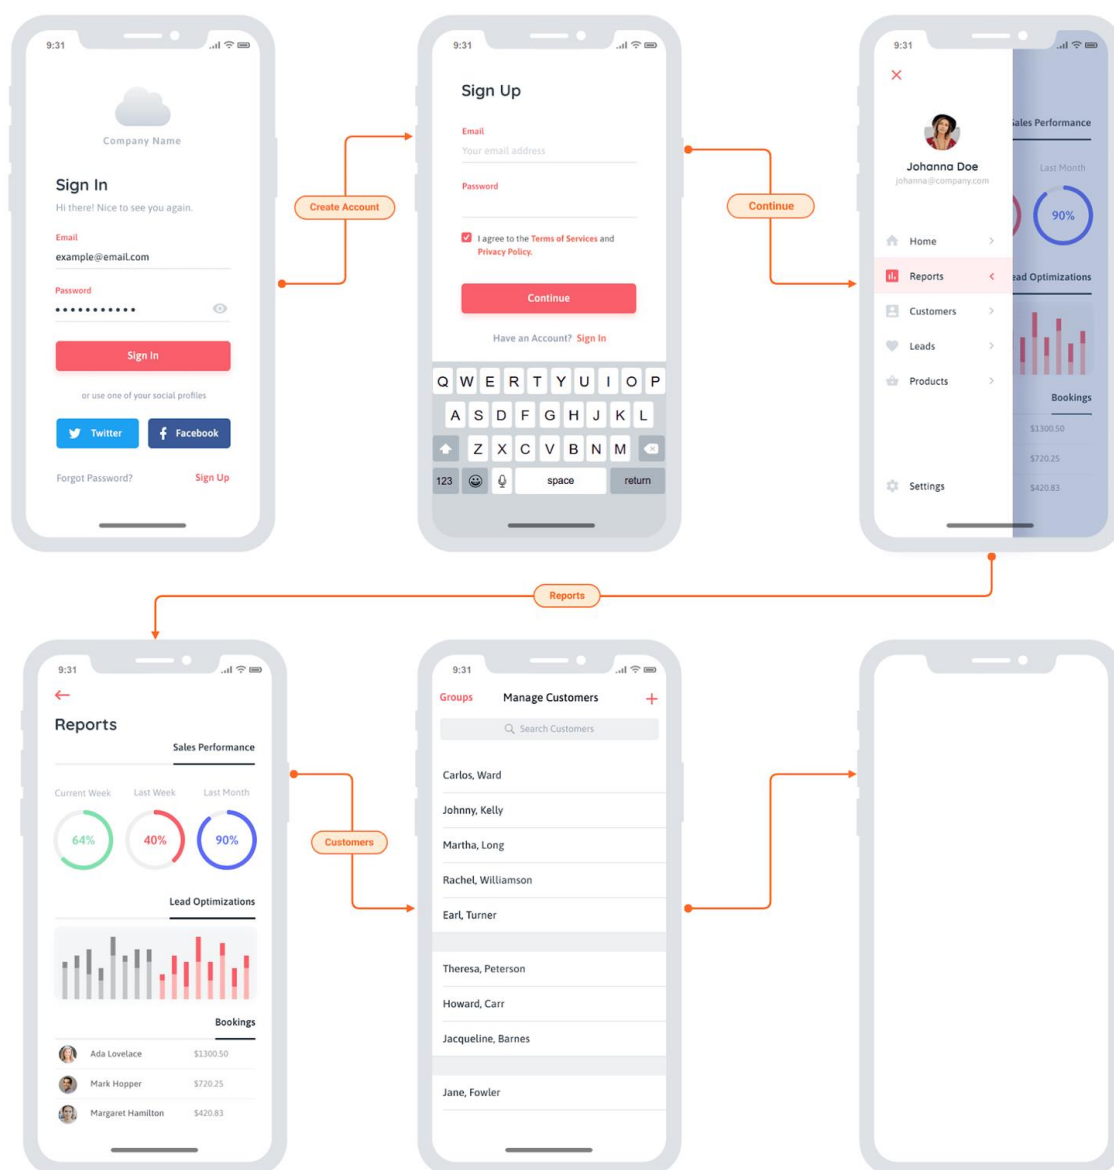 9:31
Company Name
Sign In
Hi there! Nice to see you again.
Email
example@email.com
Password
Sign In
or use one of your social profiles
Twitter
Facebook
Forgot Password?
Sign Up
Create Account
9:31
Sign Up
Email
Your email address
Password
I agree to the Terms of Services and
Privacy Policy.
Continue
Have an Account? Sign In
Q W E R T Y U I O P
A S D F G H J K L
Z X C V B N M
123
space
return
Continue
9:31
Johanna Doe
johanna@company.com
Home
Reports
Customers
Leads
Products
Settings
Sales Performance
Last Month
90%
ead Optimizations
Bookings
$1300.50
$720.25
$420.83
Reports
9:31
Reports
Sales Performance
Current Week
Last Week
Last Month
64%
40%
90%
Lead Optimizations
Bookings
Ada Lovelace $1300.50
Mark Hopper $720.25
Margaret Hamilton $420.83
Customers
9:31
Groups
Manage Customers
+
Search Customers
Carlos, Ward
Johnny, Kelly
Martha, Long
Rachel, Williamson
Earl, Turner
Theresa, Peterson
Howard, Carr
Jacqueline, Barnes
Jane, Fowler